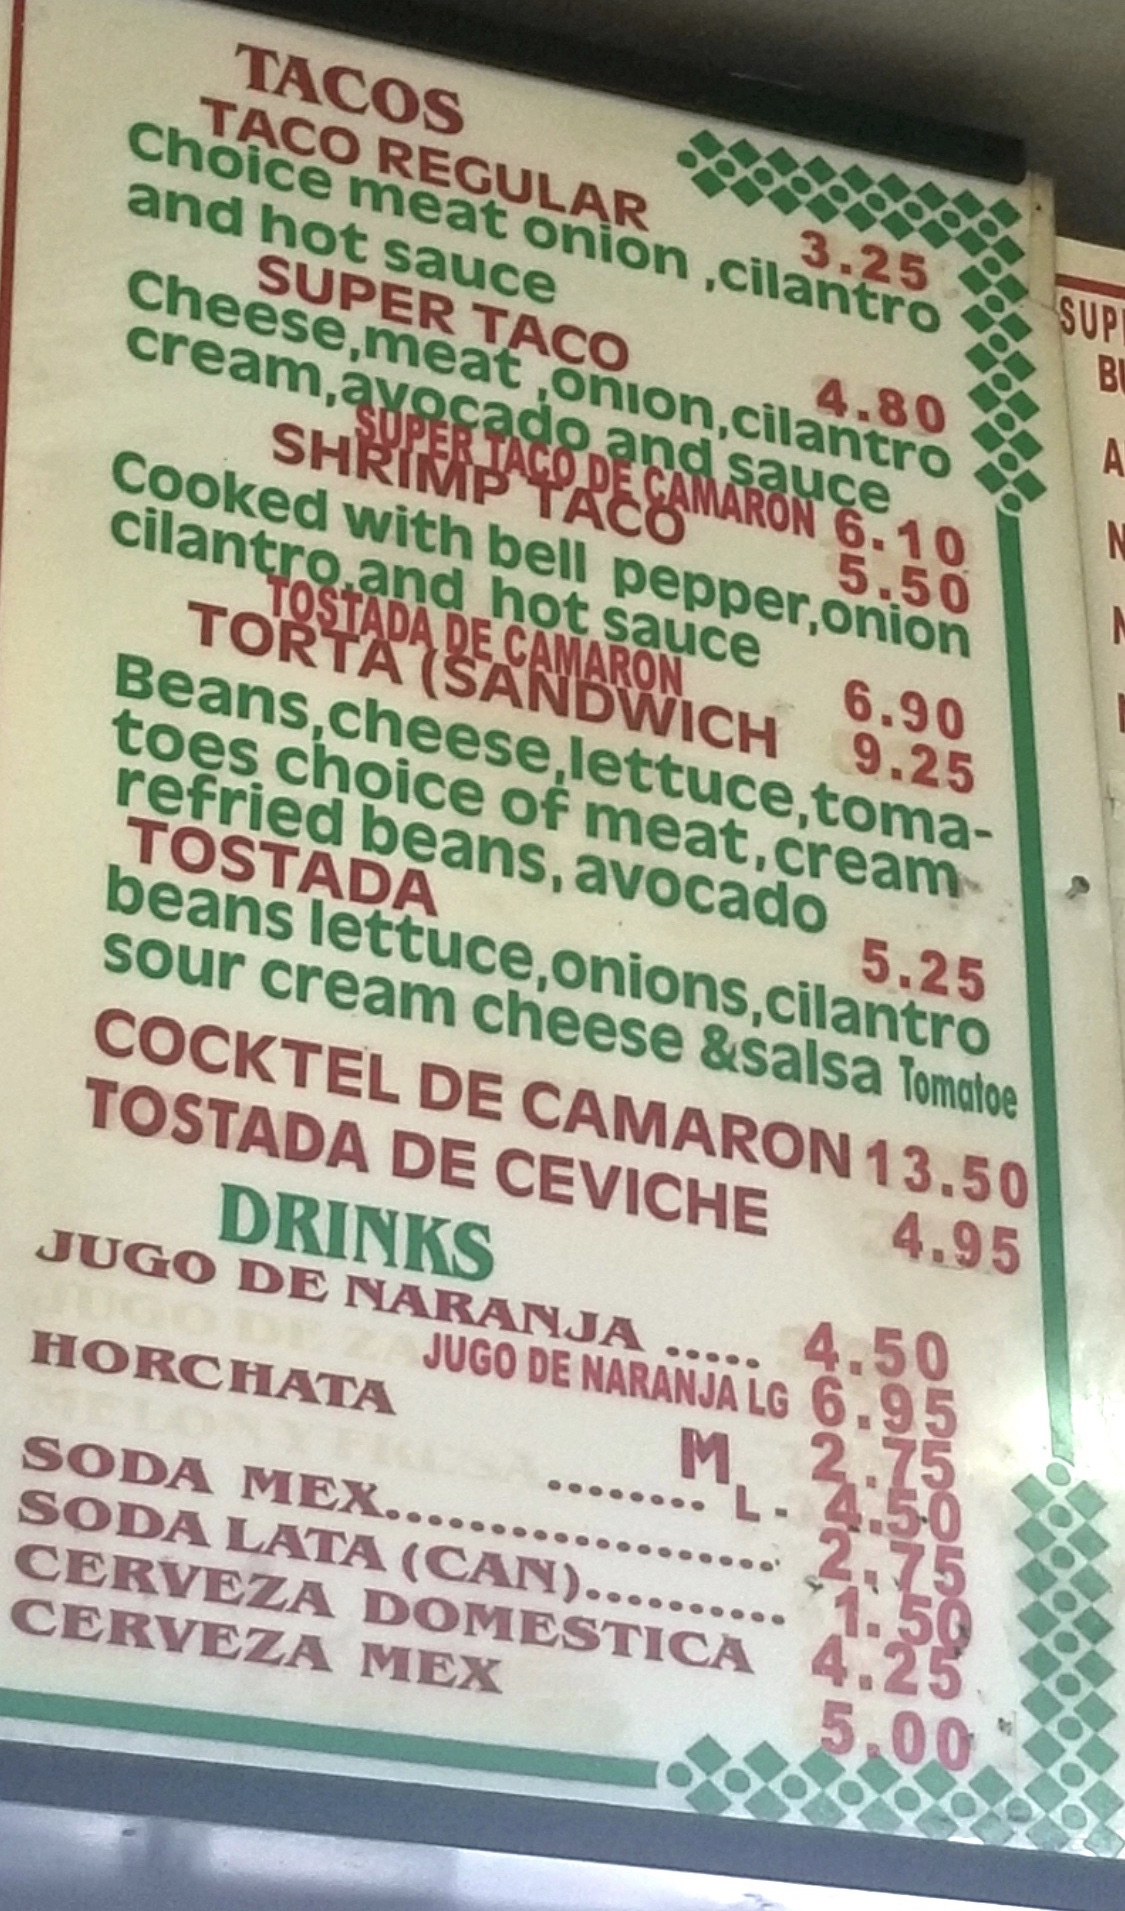 TACOS
TACO REGULAR 3.25
Choice meat onion ,cilantro
and hot sauce
SUPER TACO 4.80
Cheese,meat ,onion,cilantro
cream,avocado and sauce
SUPER TACO DE CAMARON 6.10
SHRIMP TACO 5.50
Cooked with bell pepper,onion
cilantro,and hot sauce
TOSTADA DE CAMARON 6.90
TORTA (SANDWICH 9.25
Beans,cheese,lettuce,toma-
toes choice of meat,cream
refried beans, avocado
TOSTADA 5.25
beans lettuce,onions,cilantro
sour cream cheese &salsa Tomatoe
COCKTEL DE CAMARON 13.50
TOSTADA DE CEVICHE 4.95
DRINKS
JUGO DE NARANJA ..... 4.50
JUGO DE NARANJA LG 6.95
HORCHATA M 2.75
........ L. 4.50
SODA MEX.................. 2.75
SODA LATA (CAN).......... 1.50
CERVEZA DOMESTICA 4.25
CERVEZA MEX 5.00
SUP